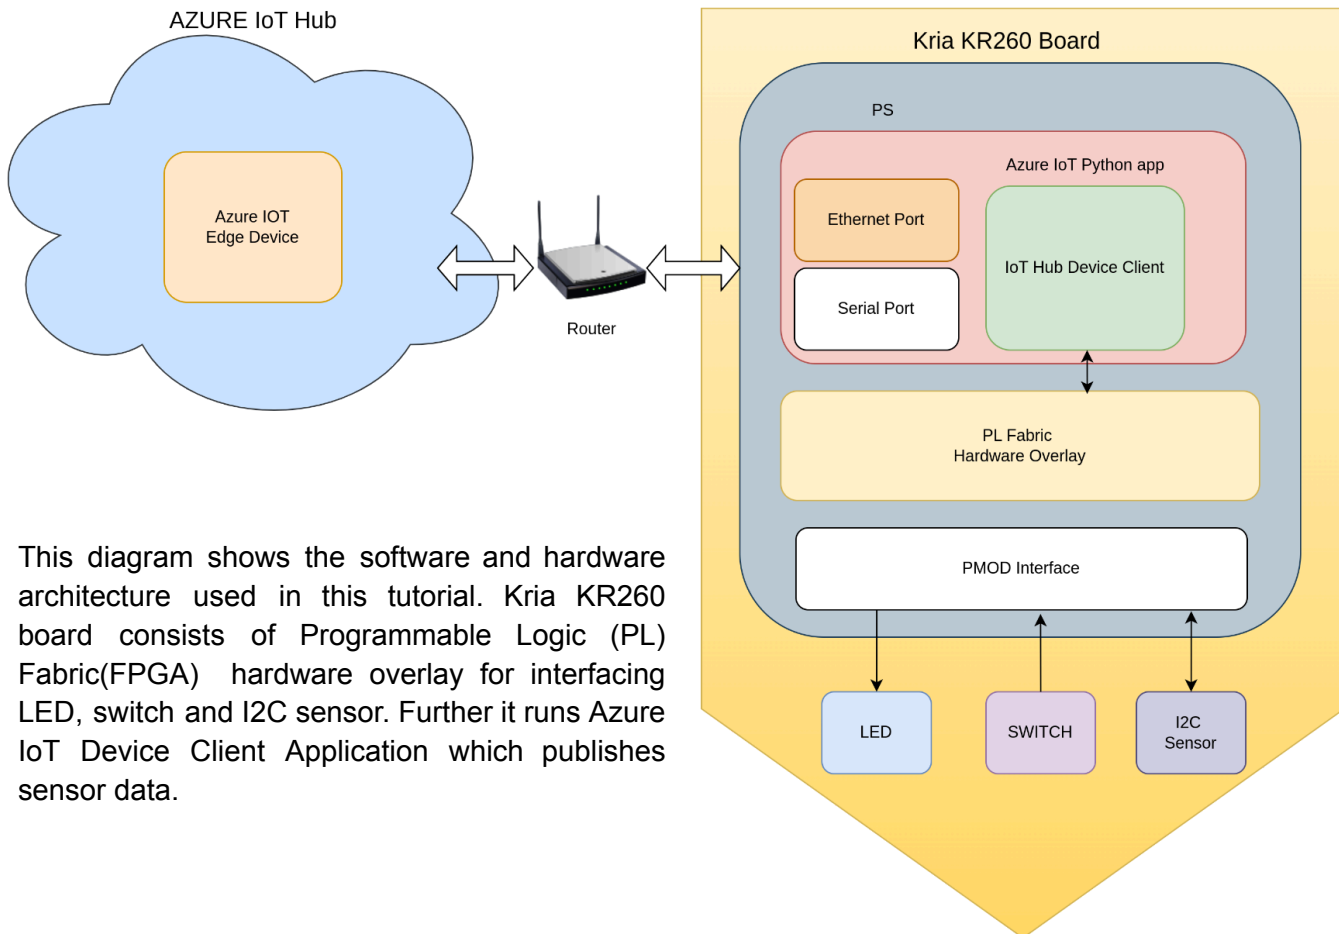 AZURE IoT Hub
Azure IOT
Edge Device
Router
Kria KR260 Board
PS
Azure IoT Python app
Ethernet Port
Serial Port
IoT Hub Device Client
PL Fabric
Hardware Overlay
PMOD Interface
LED
SWITCH
I2C
Sensor
This diagram shows the software and hardware
architecture used in this tutorial. Kria KR260
board consists of Programmable Logic (PL)
Fabric(FPGA) hardware overlay for interfacing
LED, switch and I2C sensor. Further it runs Azure
IoT Device Client Application which publishes
sensor data.